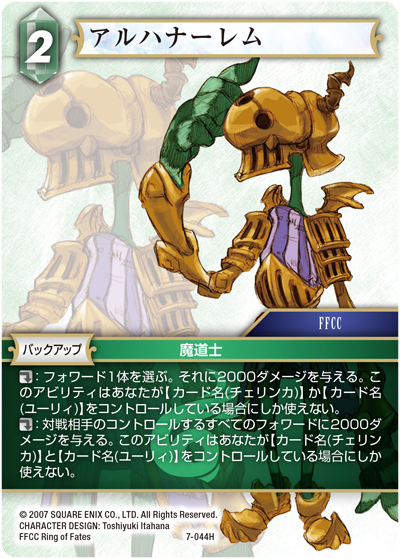 2
アルハナーレム
FFCC
バックアップ
魔道士
：フォワード1体を選ぶ。それに2000ダメージを与える。こ
のアビリティはあなたが【カード名(チェリンカ)】か【カード名
(ユーリィ)】をコントロールしている場合にしか使えない。
：対戦相手のコントロールするすべてのフォワードに2000ダ
メージを与える。このアビリティはあなたが【カード名(チェリン
カ)】と【カード名(ユーリィ)】をコントロールしている場合にし
か使えない。
© 2007 SQUARE ENIX CO., LTD. All Rights Reserved.
CHARACTER DESIGN: Toshiyuki Itahana
FFCC Ring of Fates 7-044H